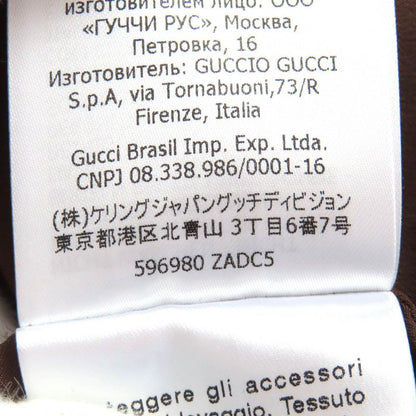 изготовителем лицо: ООО
«ГУЧЧИ РУС», Москва,
Петровка, 16
Изготовитель: GUCCIO GUCCI
S.p.A, via Tornabuoni,73/R
Firenze, Italia
Gucci Brasil Imp. Exp. Ltda.
CNPJ 08.338.986/0001-16
(株)ケリングジャパングッチディビジョン
東京都港区北青山 3丁目6番7号
596980 ZADC5
gli accessori
Tessuto